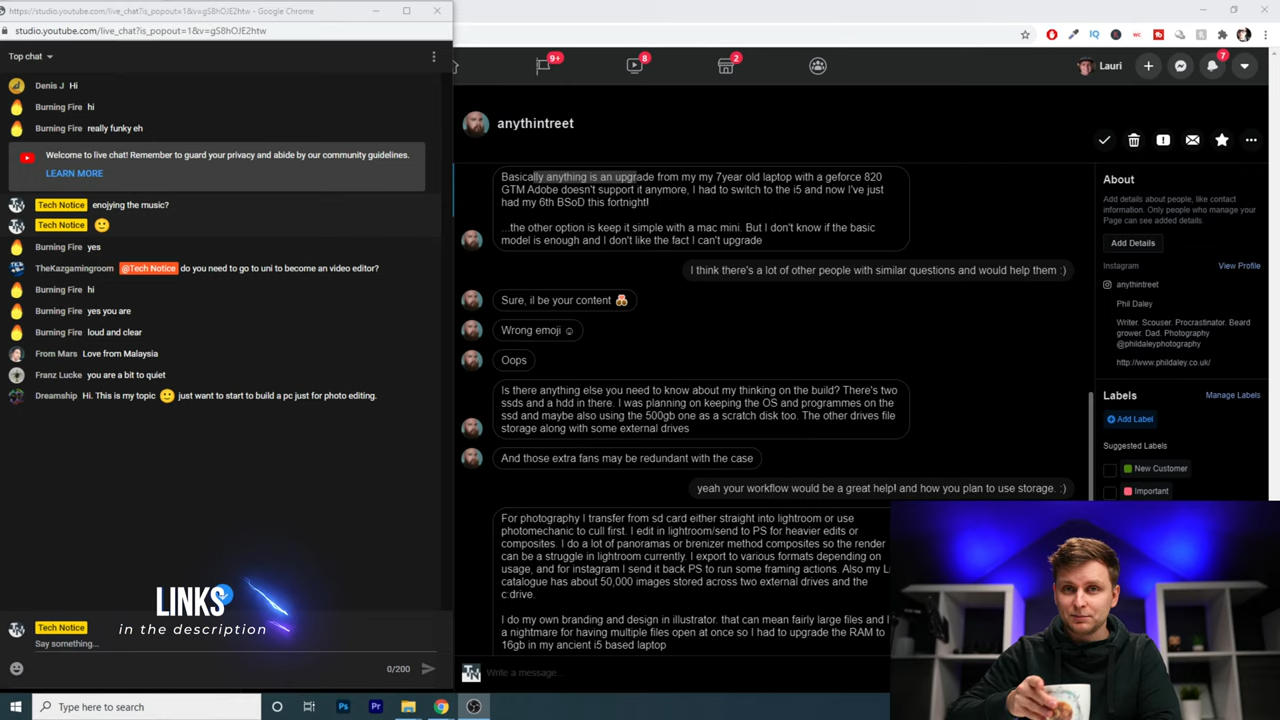 https://studio.youtube.com/live_chat?is_popout=1&v=gS8hOJE2htw - Google Chrome
studio.youtube.com/live_chat?is_popout=1&v=gS8hOJE2htw
Top chat
Denis J Hi
Burning Fire hi
Burning Fire really funky eh
Welcome to live chat! Remember to guard your privacy and abide by our community guidelines.
LEARN MORE
Tech Notice enojying the music?
Tech Notice
Burning Fire yes
TheKazgamingroom @Tech Notice do you need to go to uni to become an video editor?
Burning Fire hi
Burning Fire yes you are
Burning Fire loud and clear
From Mars Love from Malaysia
Franz Lucke you are a bit to quiet
Dreamship Hi. This is my topic just want to start to build a pc just for photo editing.
LINKS
in the description
Tech Notice
Say something...
0/200
Type here to search
Ps
Pr
9+
8
2
Lauri
7
anythintreet
Basically anything is an upgrade from my my 7year old laptop with a geforce 820
GTM Adobe doesn't support it anymore, I had to switch to the i5 and now I've just
had my 6th BSoD this fortnight!
...the other option is keep it simple with a mac mini. But I don't know if the basic
model is enough and I don't like the fact I can't upgrade
I think there's a lot of other people with similar questions and would help them :)
Sure, il be your content
Wrong emoji
Oops
Is there anything else you need to know about my thinking on the build? There's two
ssds and a hdd in there. I was planning on keeping the OS and programmes on the
ssd and maybe also using the 500gb one as a scratch disk too. The other drives file
storage along with some external drives
And those extra fans may be redundant with the case
yeah your workflow would be a great help! and how you plan to use storage. :)
For photography I transfer from sd card either straight into lightroom or use
photomechanic to cull first. I edit in lightroom/send to PS for heavier edits or
composites. I do a lot of panoramas or brenizer method composites so the render
can be a struggle in lightroom currently. I export to various formats depending on
usage, and for instagram I send it back PS to run some framing actions. Also my L
catalogue has about 50,000 images stored across two external drives and the
c:drive.
I do my own branding and design in illustrator. that can mean fairly large files and I
a nightmare for having multiple files open at once so I had to upgrade the RAM to
16gb in my ancient i5 based laptop
Write a message...
About
Add details about people, like contact
information. Only people who manage your
Page can see added details.
Add Details
Instagram View Profile
anythintreet
Phil Daley
Writer. Scouser. Procrastinator. Beard
grower. Dad. Photography
@phildaleyphotography
http://www.phildaley.co.uk/
Labels Manage Labels
Add Label
Suggested Labels
New Customer
Important